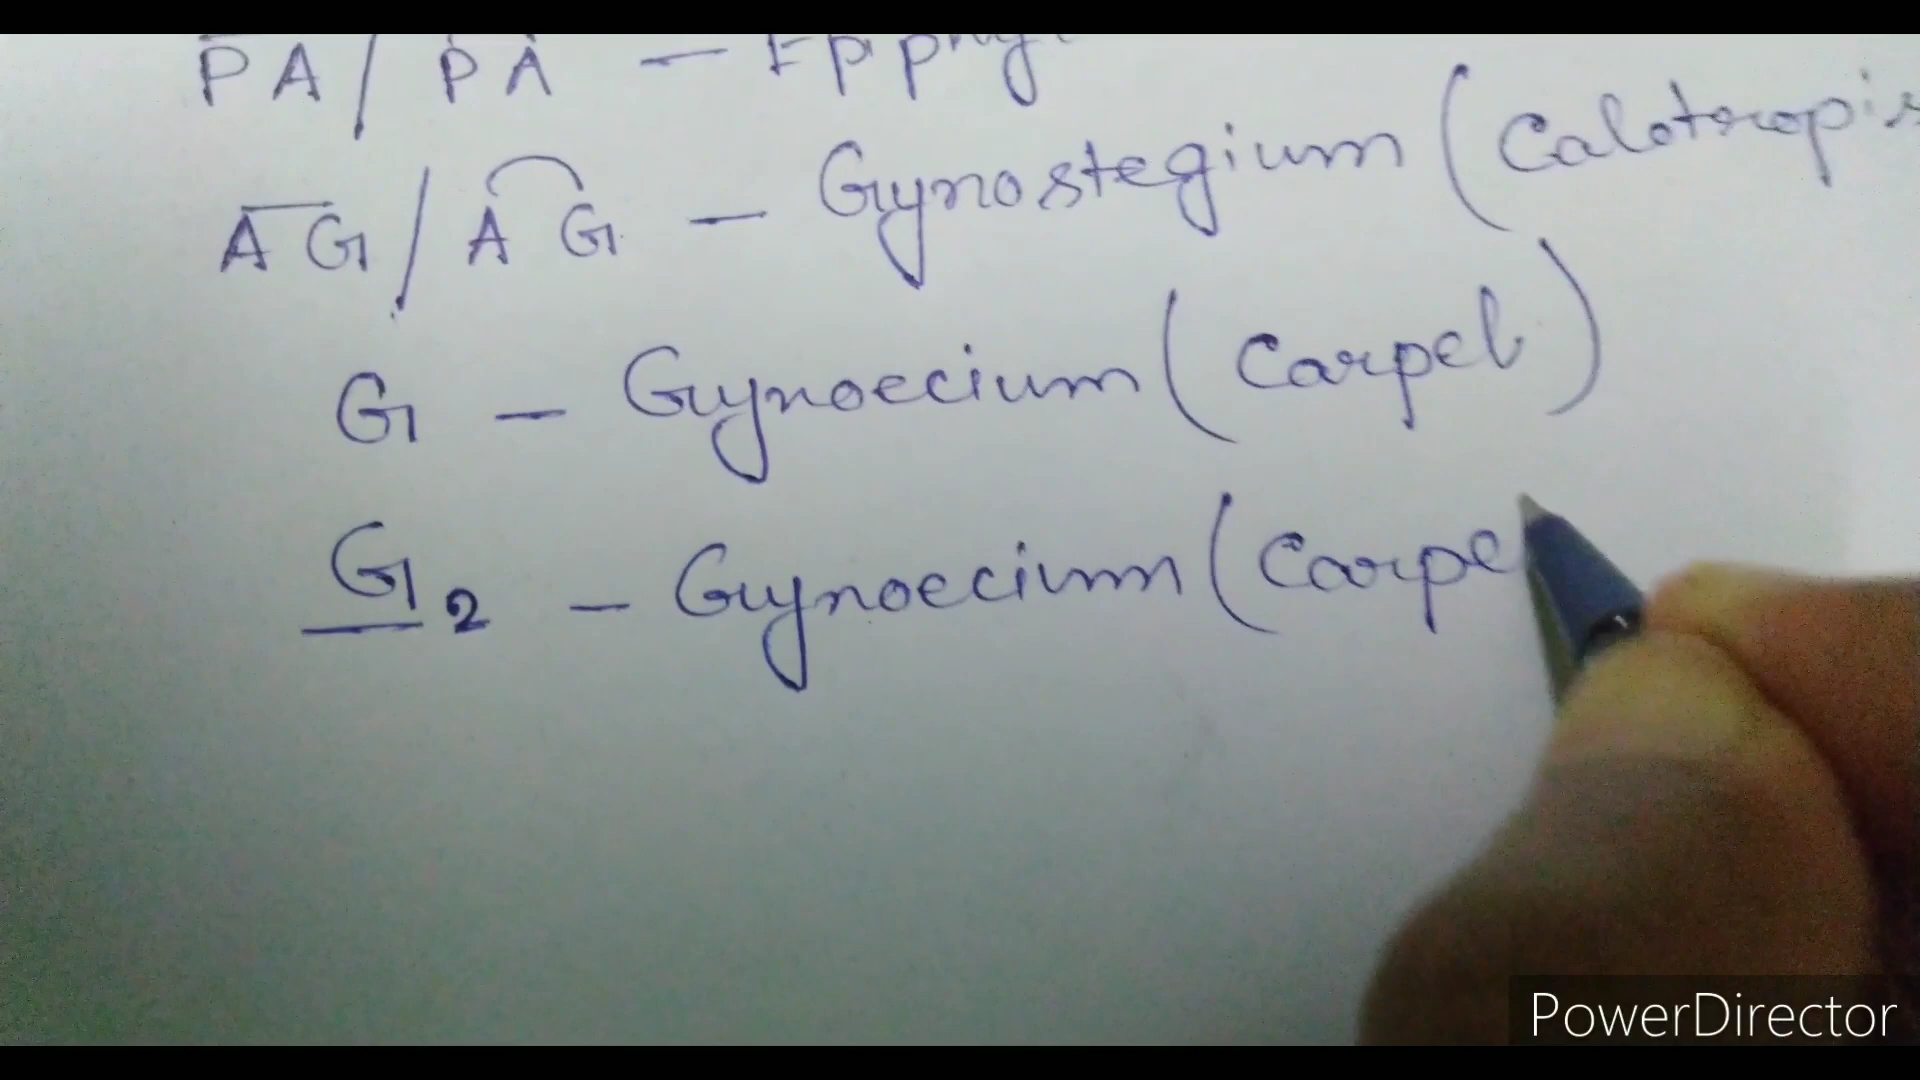 PA / PA —
AG / AG — Gynostegium (Calotropis
G — Gynoecium (Carpel)
G2 — Gynoecium (Carpe
PowerDirector